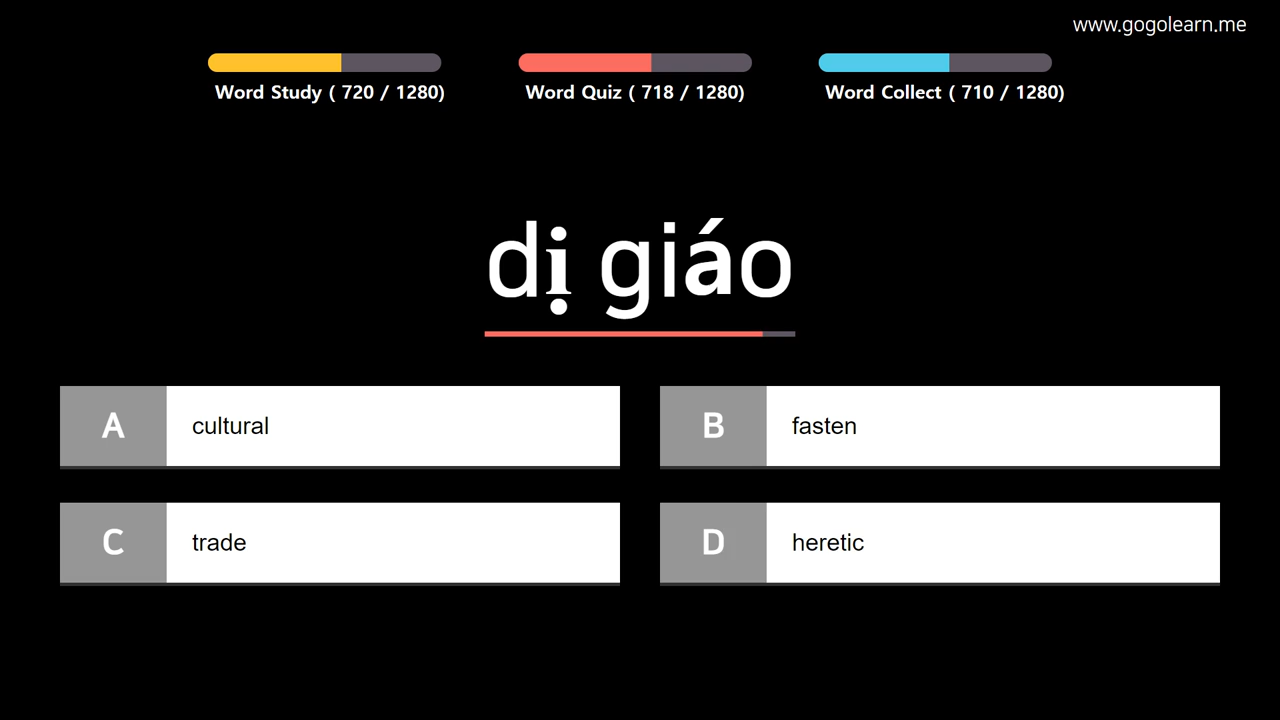 www.gogolearn.me
Word Study ( 720 / 1280)
Word Quiz ( 718 / 1280)
Word Collect ( 710 / 1280)
dị giáo
A cultural
B fasten
C trade
D heretic